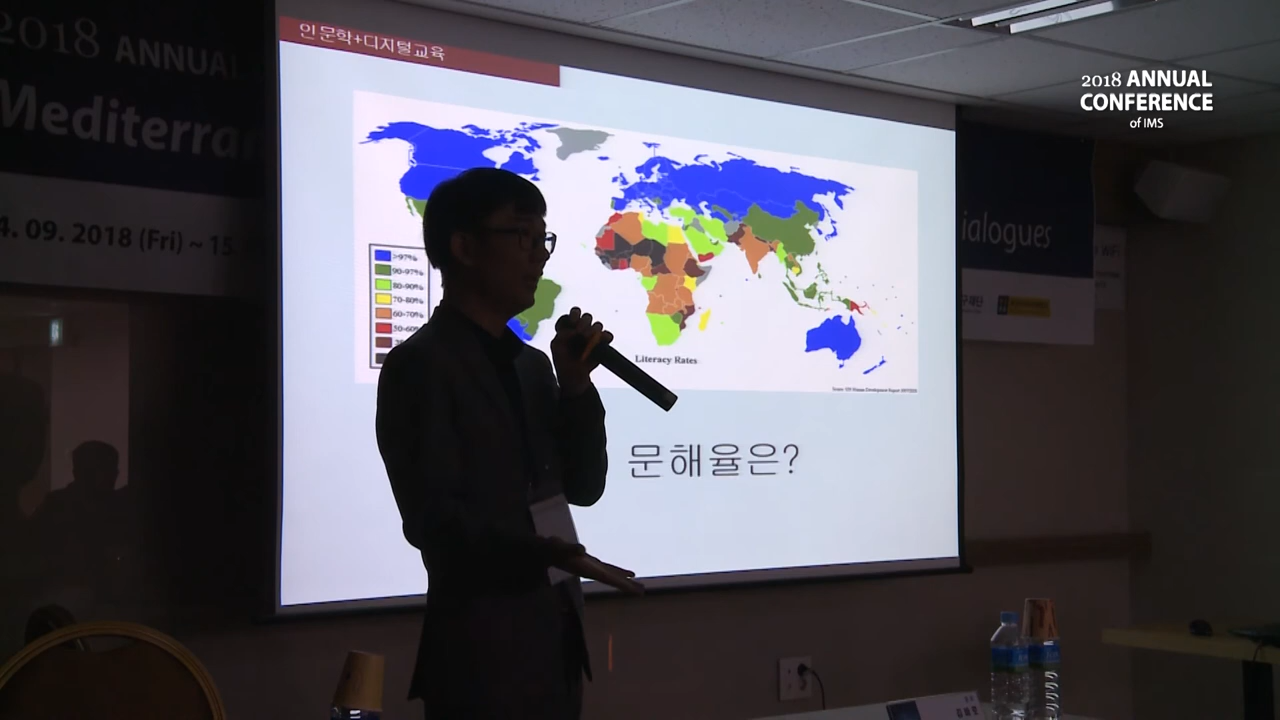 2018 ANNUAL
Mediterran
4. 09. 2018 (Fri) ~ 15.
인문학+디지털교육
>97%
90-97%
80-90%
70-80%
60-70%
50-60%
Literacy Rates
문해율은?
2018 ANNUAL
CONFERENCE
of IMS
ialogues